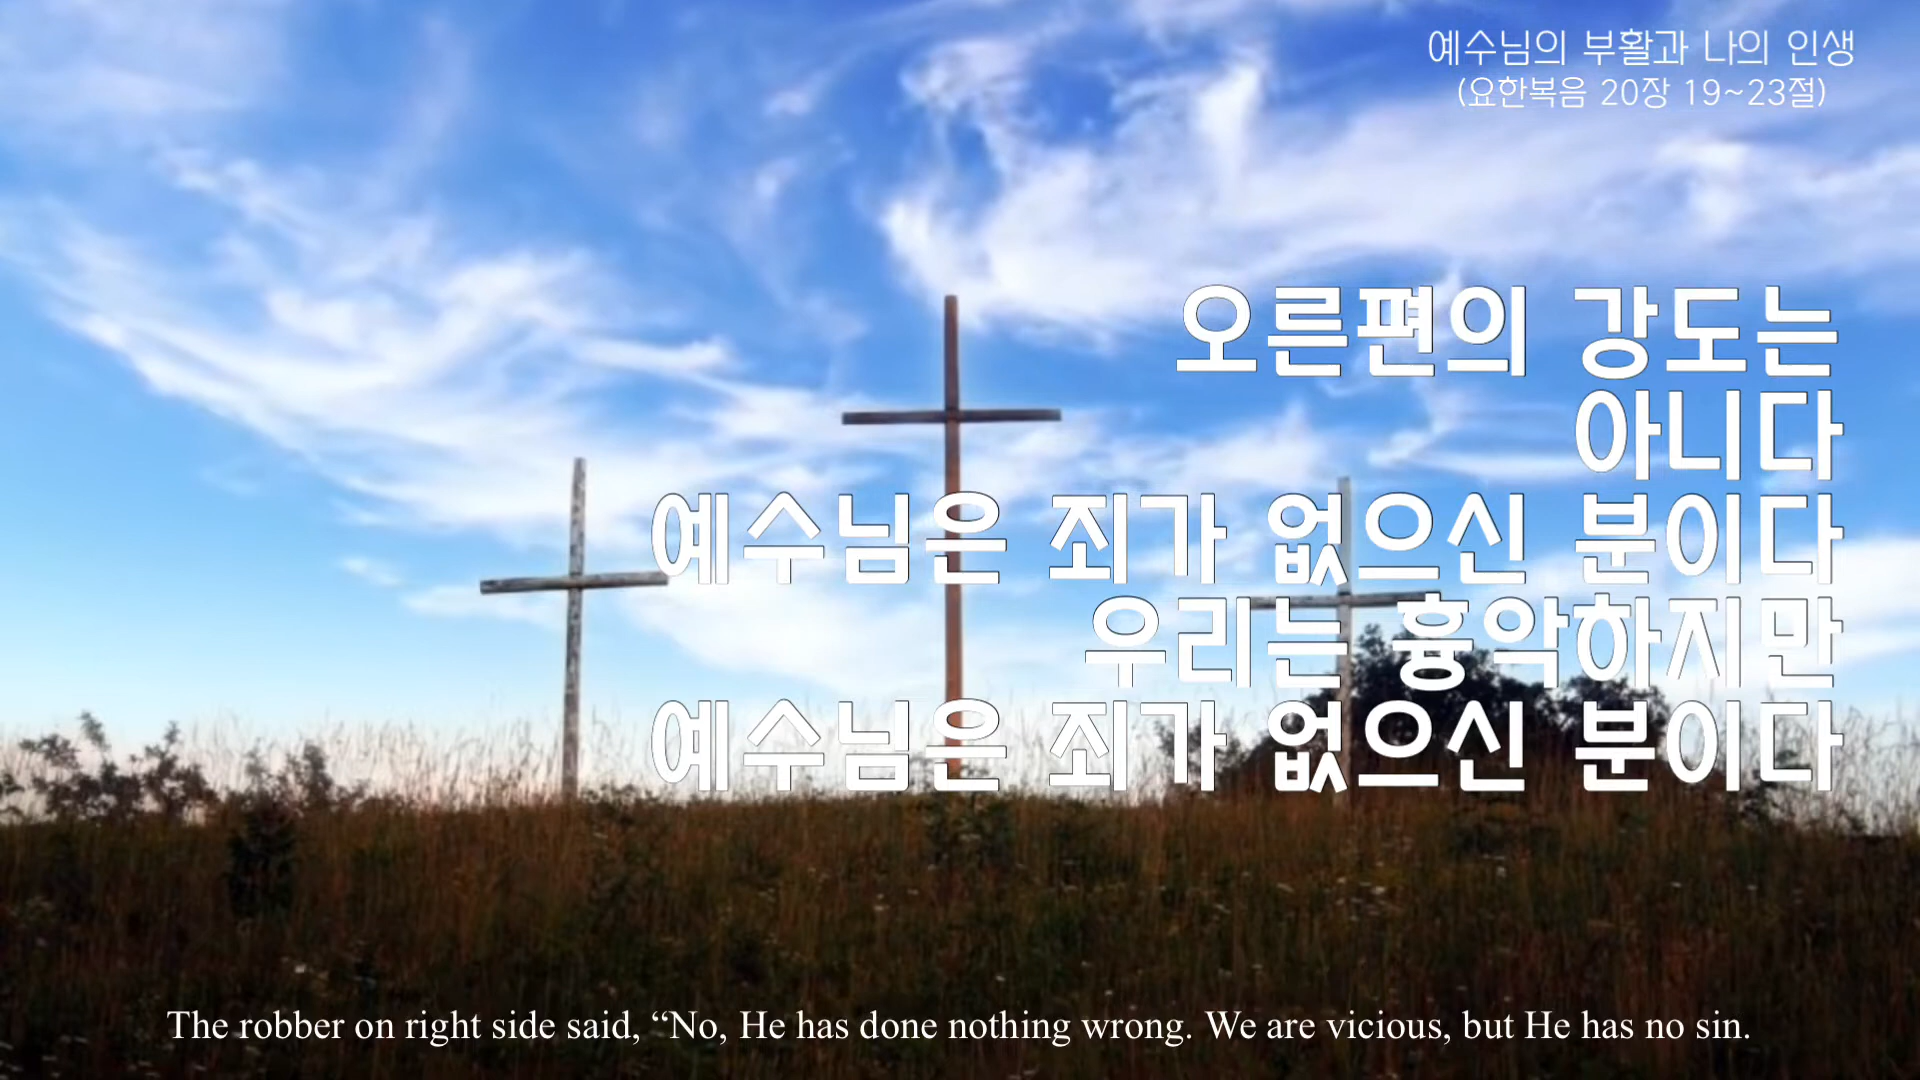 예수님의 부활과 나의 인생
(요한복음 20장 19~23절)
오른편의 강도는
아니다
예수님은 죄가 없으신 분이다
우리는 흉악하지만
예수님은 죄가 없으신 분이다
The robber on right side said, “No, He has done nothing wrong. We are vicious, but He has no sin.